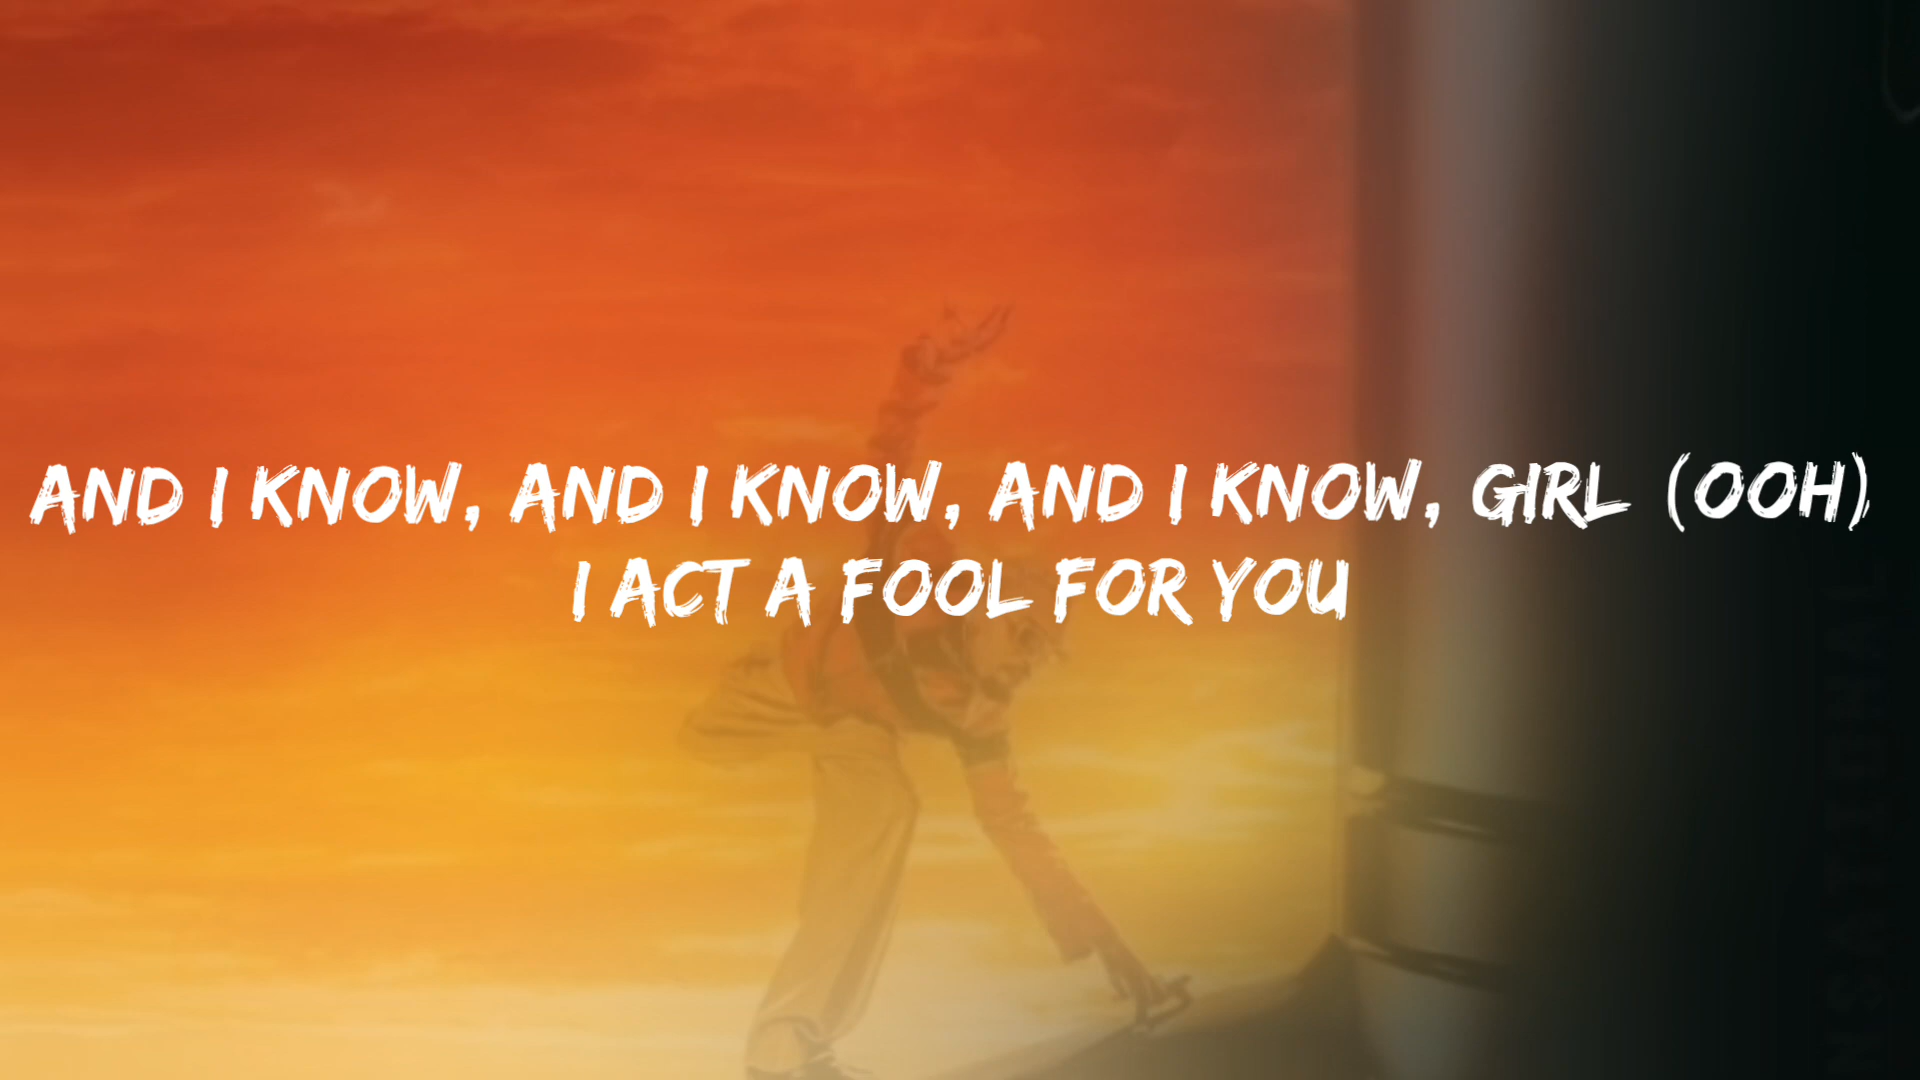 AND I KNOW, AND I KNOW, AND I KNOW, GIRL (OOH)
I ACT A FOOL FOR YOU